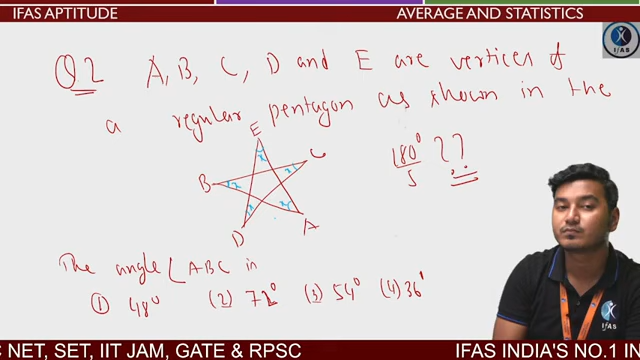 IFAS APTITUDE
AVERAGE AND STATISTICS
IFAS
Q2 A, B, C, D and E are vertices of
a regular pentagon as shown in the
E
C
B
D
A
x
x
x
x
x
180°
5
??
The angle ∠ABC is
(1) 48° (2) 72° (3) 54° (4) 36°
C NET, SET, IIT JAM, GATE & RPSC
IFAS INDIA'S NO.1 IN